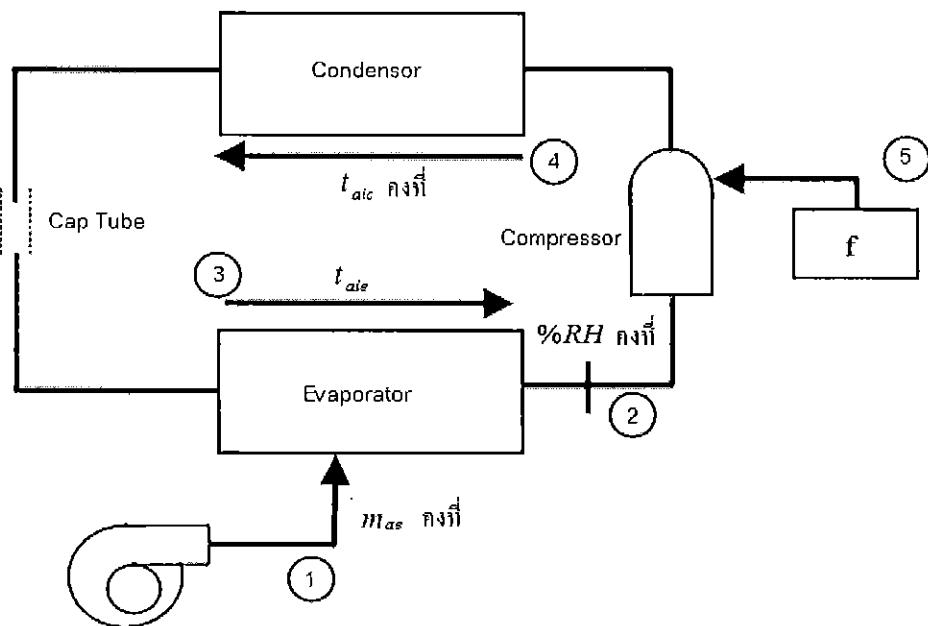 Condensor
4
5
t_aic คงที่
Cap Tube
Compressor
f
3
t_aie
%RH คงที่
Evaporator
2
m_ae คงที่
1